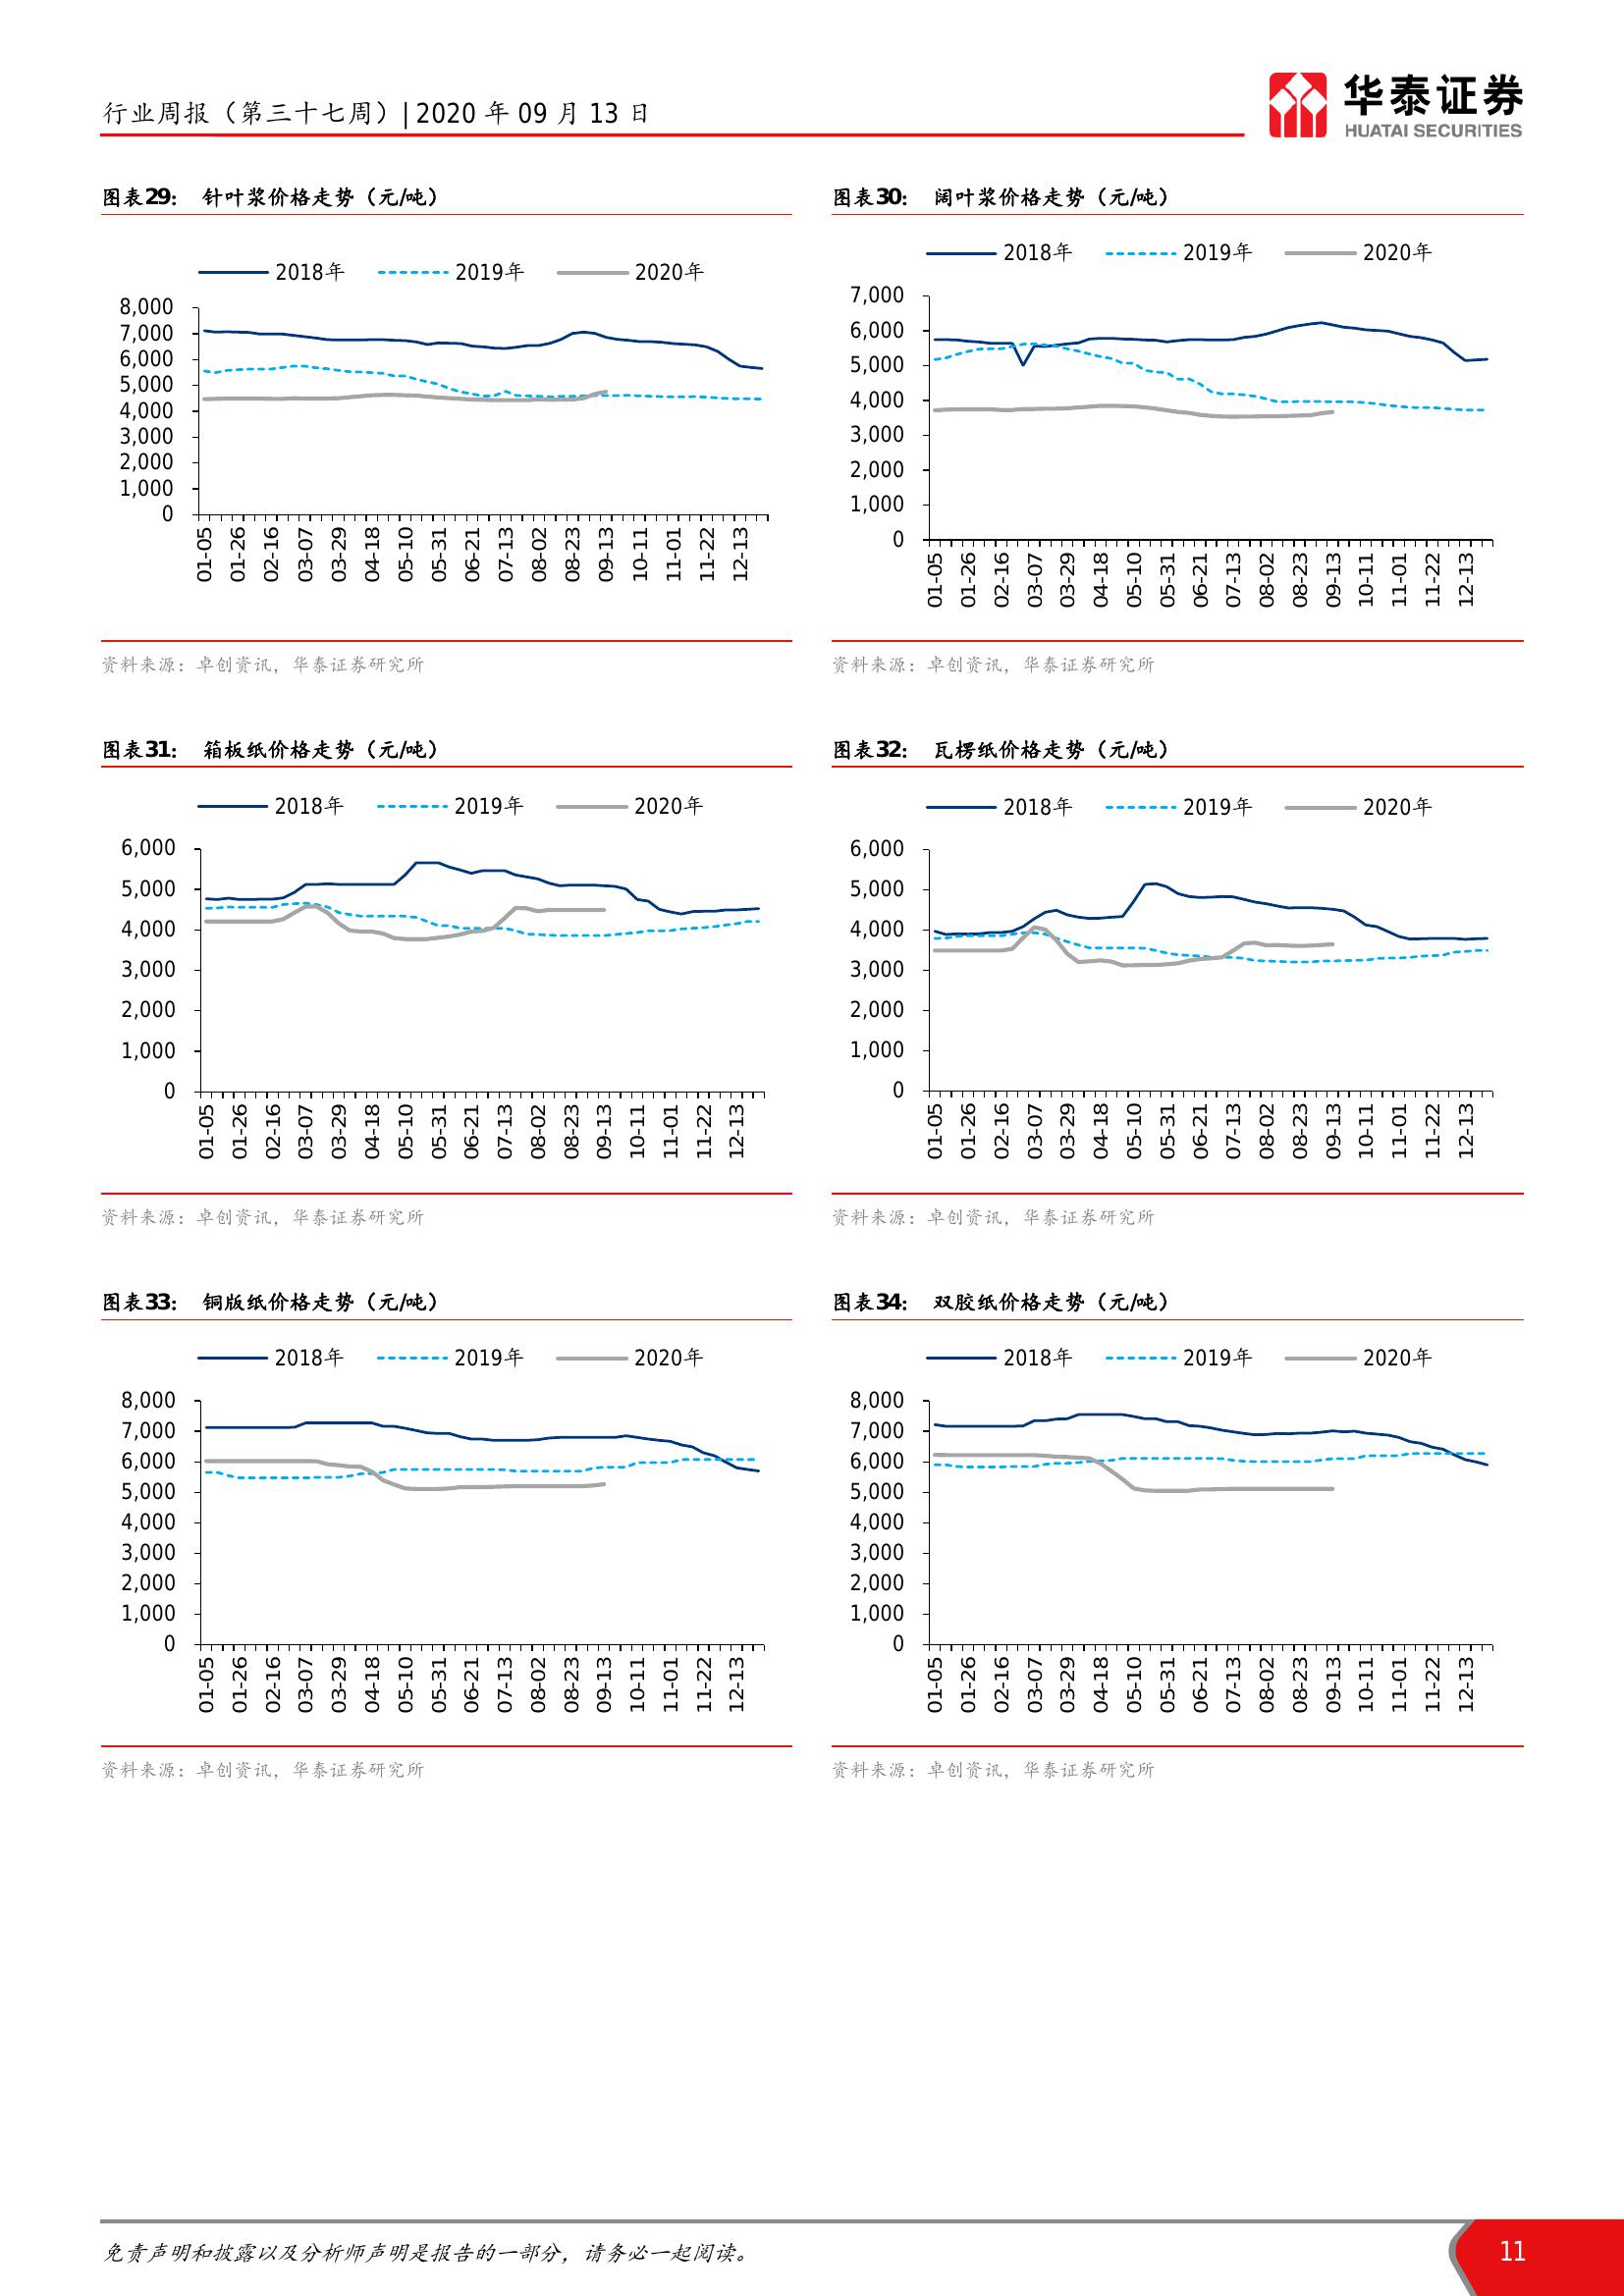 行业周报（第三十七周）| 2020 年 09 月 13 日
华泰证券
HUATAI SECURITIES
图表29： 针叶浆价格走势（元/吨）
2018年 2019年 2020年
8,000
7,000
6,000
5,000
4,000
3,000
2,000
1,000
0
01-05 01-26 02-16 03-07 03-29 04-18 05-10 05-31 06-21 07-13 08-02 08-23 09-13 10-11 11-01 11-22 12-13
资料来源：卓创资讯，华泰证券研究所
图表30： 阔叶浆价格走势（元/吨）
2018年 2019年 2020年
7,000
6,000
5,000
4,000
3,000
2,000
1,000
0
01-05 01-26 02-16 03-07 03-29 04-18 05-10 05-31 06-21 07-13 08-02 08-23 09-13 10-11 11-01 11-22 12-13
资料来源：卓创资讯，华泰证券研究所
图表31： 箱板纸价格走势（元/吨）
2018年 2019年 2020年
6,000
5,000
4,000
3,000
2,000
1,000
0
01-05 01-26 02-16 03-07 03-29 04-18 05-10 05-31 06-21 07-13 08-02 08-23 09-13 10-11 11-01 11-22 12-13
资料来源：卓创资讯，华泰证券研究所
图表32： 瓦楞纸价格走势（元/吨）
2018年 2019年 2020年
6,000
5,000
4,000
3,000
2,000
1,000
0
01-05 01-26 02-16 03-07 03-29 04-18 05-10 05-31 06-21 07-13 08-02 08-23 09-13 10-11 11-01 11-22 12-13
资料来源：卓创资讯，华泰证券研究所
图表33： 铜版纸价格走势（元/吨）
2018年 2019年 2020年
8,000
7,000
6,000
5,000
4,000
3,000
2,000
1,000
0
01-05 01-26 02-16 03-07 03-29 04-18 05-10 05-31 06-21 07-13 08-02 08-23 09-13 10-11 11-01 11-22 12-13
资料来源：卓创资讯，华泰证券研究所
图表34： 双胶纸价格走势（元/吨）
2018年 2019年 2020年
8,000
7,000
6,000
5,000
4,000
3,000
2,000
1,000
0
01-05 01-26 02-16 03-07 03-29 04-18 05-10 05-31 06-21 07-13 08-02 08-23 09-13 10-11 11-01 11-22 12-13
资料来源：卓创资讯，华泰证券研究所
免责声明和披露以及分析师声明是报告的一部分，请务必一起阅读。
11